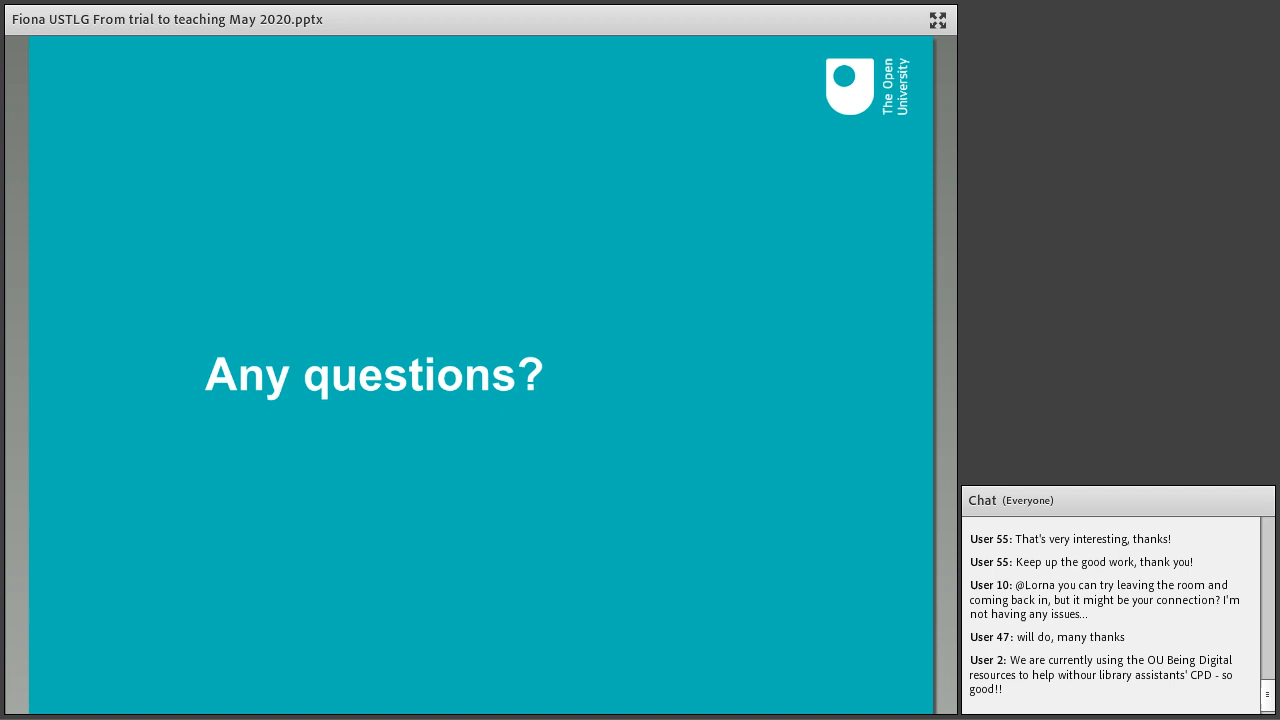 Fiona USTLG From trial to teaching May 2020.pptx
The Open
University
Any questions?
Chat (Everyone)
User 55: That's very interesting, thanks!
User 55: Keep up the good work, thank you!
User 10: @Lorna you can try leaving the room and
coming back in, but it might be your connection? I'm
not having any issues...
User 47: will do, many thanks
User 2: We are currently using the OU Being Digital
resources to help withour library assistants' CPD - so
good!!